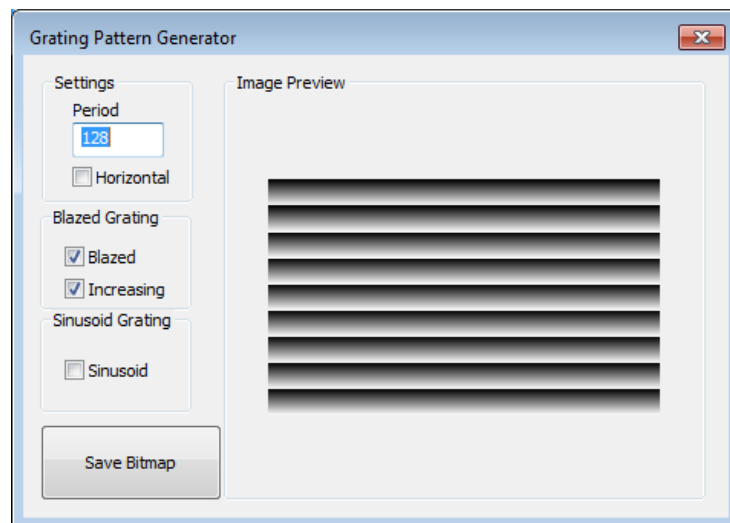 Grating Pattern Generator
Settings
Period
128
Horizontal
Blazed Grating
Blazed
Increasing
Sinusoid Grating
Sinusoid
Save Bitmap
Image Preview